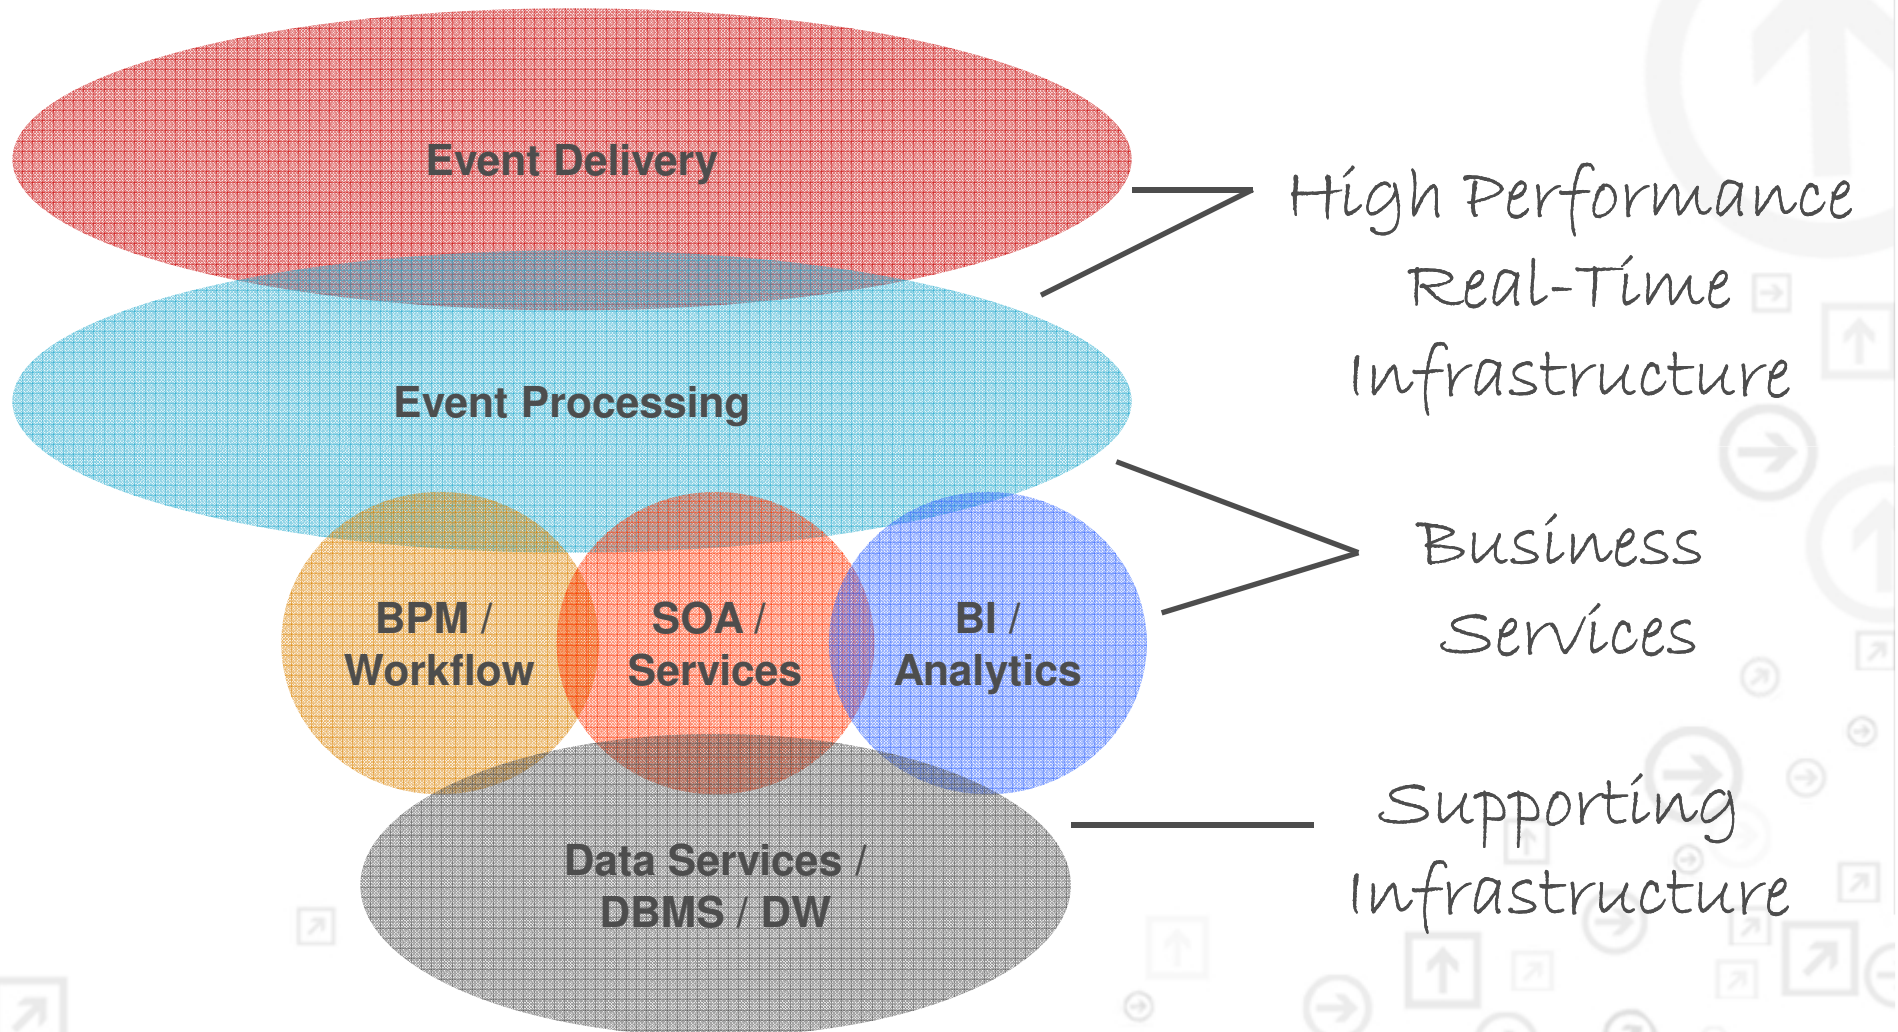 Event Delivery
High Performance
Real-Time
Infrastructure
Event Processing
Business
Services
BPM /
Workflow
SOA /
Services
BI /
Analytics
Supporting
Infrastructure
Data Services /
DBMS / DW